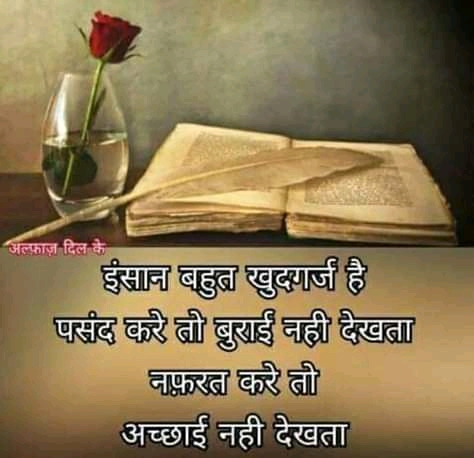 अल्फ़ाज़ दिल के
इंसान बहुत खुदगर्ज है
पसंद करे तो बुराई नही देखता
नफ़रत करे तो
अच्छाई नही देखता